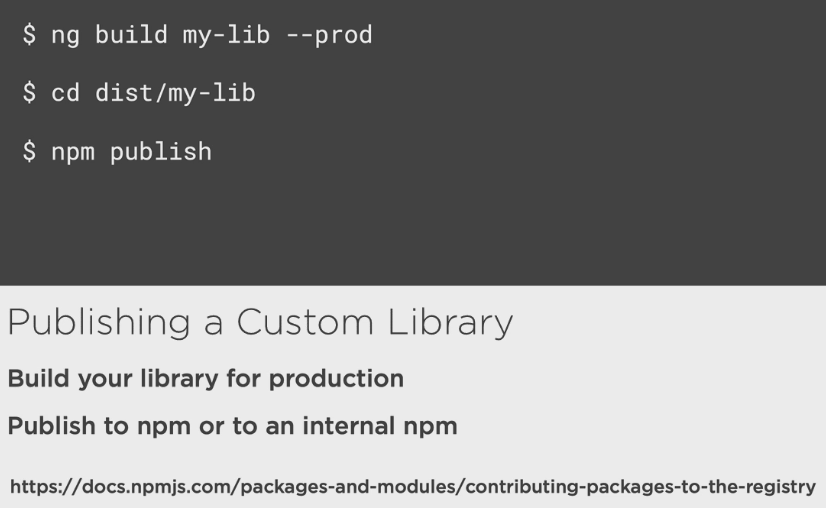 $ ng build my-lib --prod
$ cd dist/my-lib
$ npm publish
Publishing a Custom Library
Build your library for production
Publish to npm or to an internal npm
https://docs.npmjs.com/packages-and-modules/contributing-packages-to-the-registry